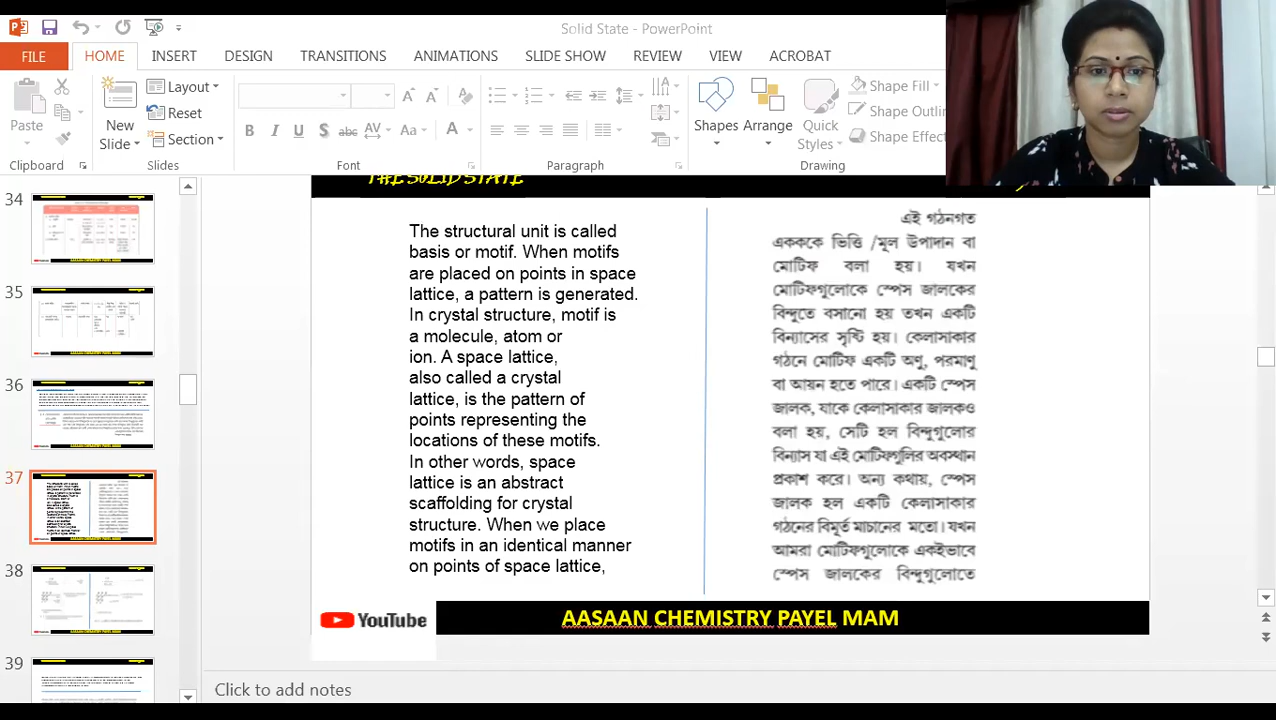 Solid State - PowerPoint
FILE HOME INSERT DESIGN TRANSITIONS ANIMATIONS SLIDE SHOW REVIEW VIEW ACROBAT
Paste
New
Slide
Layout
Reset
Section
Shapes
Arrange
Quick
Styles
Shape Fill
Shape Outlin
Shape Effect
Clipboard Slides Font Paragraph Drawing
34
35
36
37
38
39
THE SOLID STATE
The structural unit is called
basis or motif. When motifs
are placed on points in space
lattice, a pattern is generated.
In crystal structure, motif is
a molecule, atom or
ion. A space lattice,
also called a crystal
lattice, is the pattern of
points representing the
locations of these motifs.
In other words, space
lattice is an abstract
scaffolding for crystal
structure. When we place
motifs in an identical manner
on points of space lattice,
এই গঠনগত
একককে ভিত্তি /মূল উপাদান বা
মোটিফ বলা হয়। যখন
মোটিফগুলোকে স্পেস জালকের
বিন্দুতে বসানো হয় তখন একটি
বিন্যাসের সৃষ্টি হয়। কেলাসাকার
গঠনে মোটিফ একটি অণু, পরমাণু
বা আয়ন হতে পারে। একটি স্পেস
জালক, যাকে কেলাসাকার জালকও
বলা হয়, সেটি হল বিন্দুগুলোর
বিন্যাস যা এই মোটিফগুলির অবস্থান
প্রকাশ করে। অন্য কথায়, স্পেস
জালক হল একটি কেলাসাকার
গঠনের বিমূর্ত মাচানের মতো। যখন
আমরা মোটিফগুলোকে একইভাবে
স্পেস জালকের বিন্দুগুলোতে
YouTube
AASAAN CHEMISTRY PAYEL MAM
Click to add notes